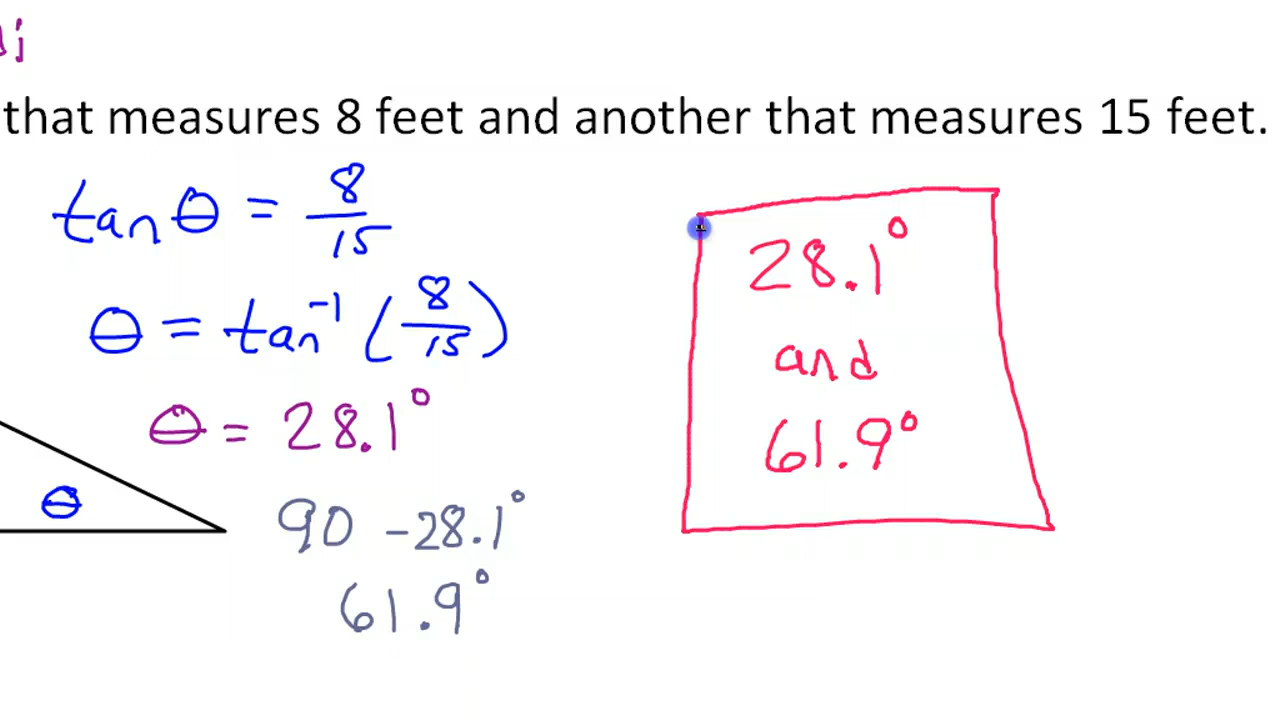 that measures 8 feet and another that measures 15 feet.
tan θ = 8/15
θ = tan⁻¹ (8/15)
θ = 28.1°
θ
90 -28.1°
61.9°
28.1°
and
61.9°